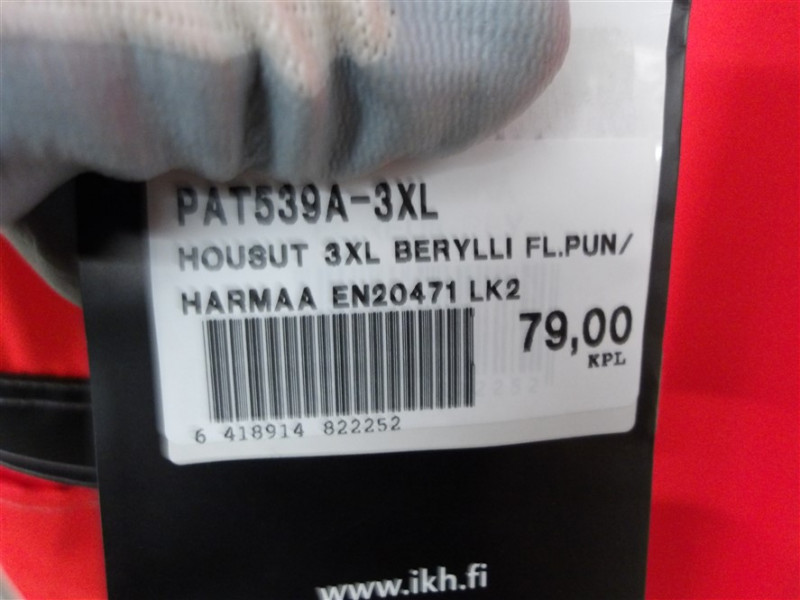 PAT539A-3XL
HOUSUT 3XL BERYLLI FL.PUN/
HARMAA EN20471 LK2
79,00
KPL
6 418914 822252
www.ikh.fi